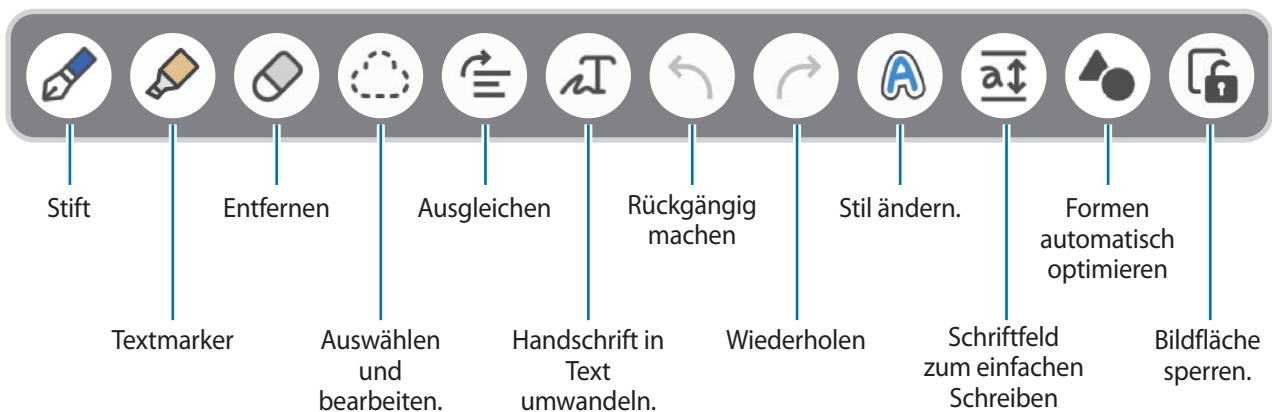 Stift
Entfernen
Ausgleichen
Rückgängig
machen
Stil ändern.
Formen
automatisch
optimieren
Textmarker
Auswählen
und
bearbeiten.
Handschrift in
Text
umwandeln.
Wiederholen
Schriftfeld
zum einfachen
Schreiben
Bildfläche
sperren.